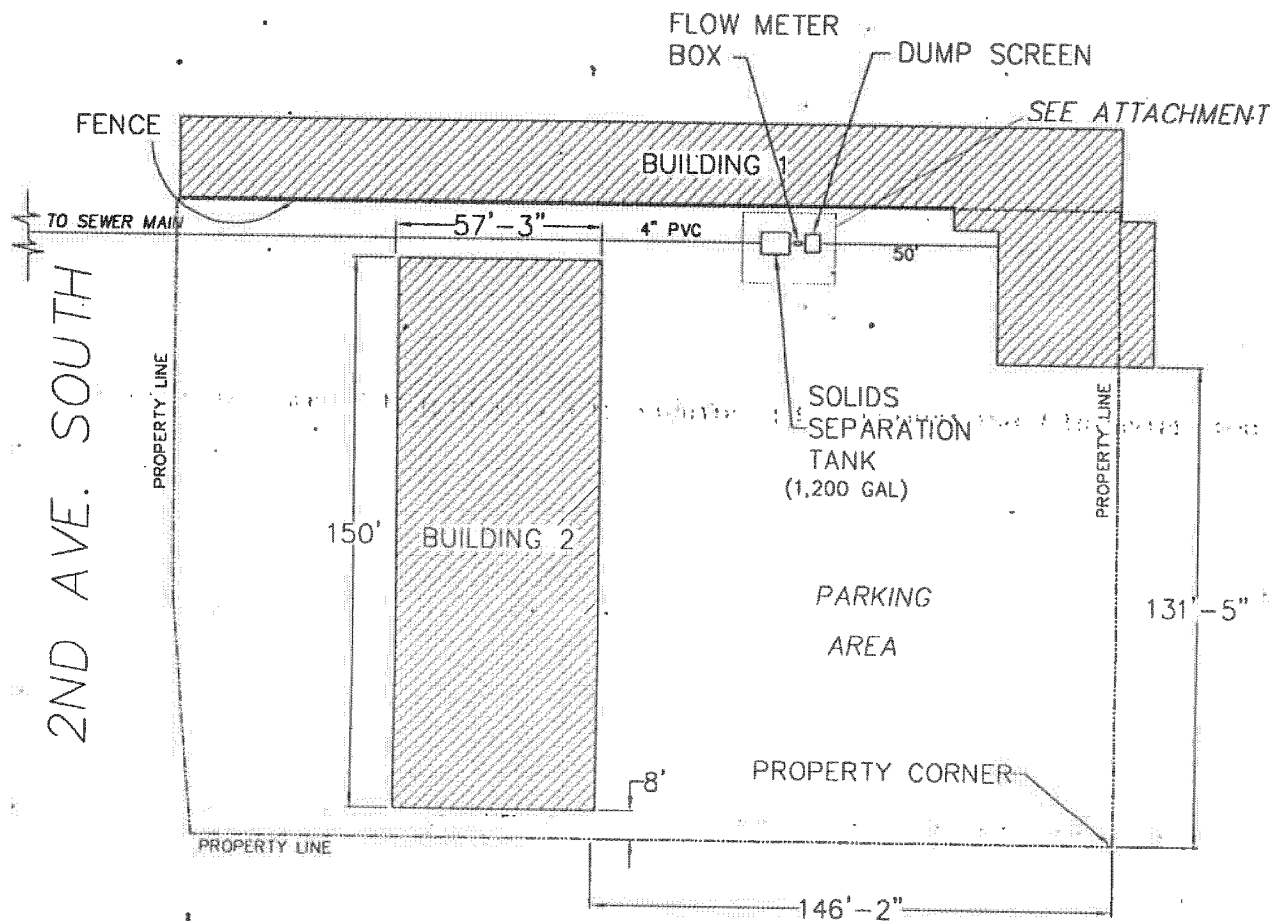 FLOW METER
BOX
DUMP SCREEN
SEE ATTACHMENT
FENCE
BUILDING 1
TO SEWER MAIN
57'-3"
4" PVC
50'
2ND AVE. SOUTH
PROPERTY LINE
SOLIDS
SEPARATION
TANK
(1,200 GAL)
PROPERTY LINE
150'
BUILDING 2
PARKING
AREA
131'-5"
8'
PROPERTY CORNER
PROPERTY LINE
146'-2"